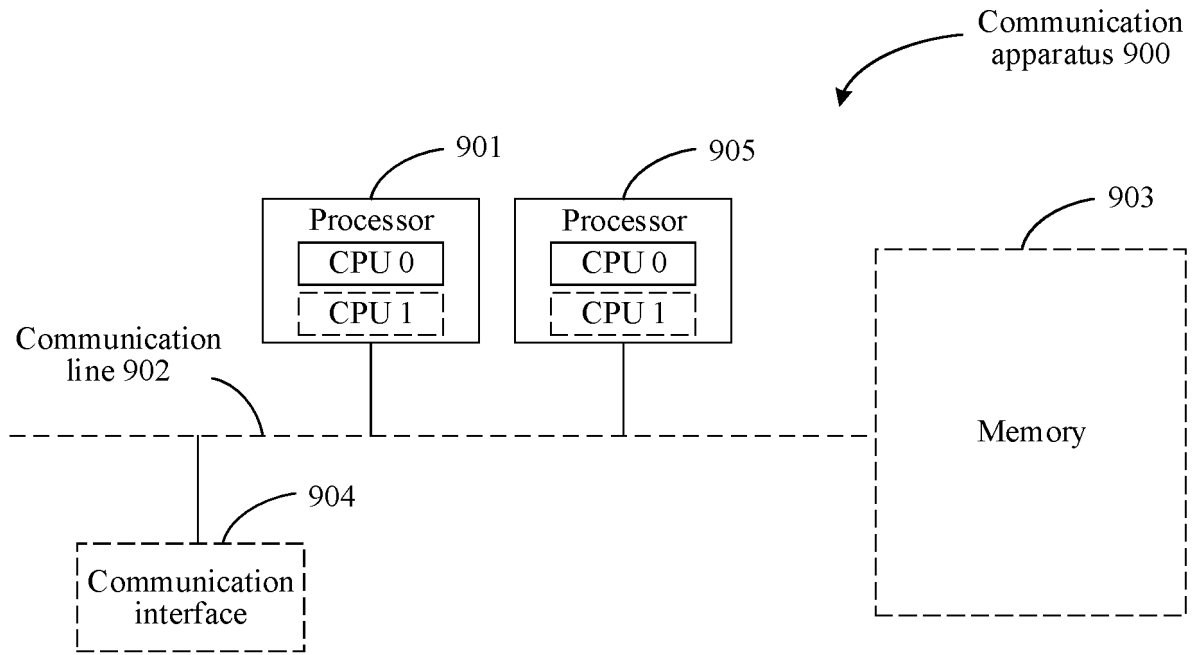 Communication
apparatus 900
901
905
903
Processor
CPU 0
CPU 1
Processor
CPU 0
CPU 1
Communication
line 902
Memory
904
Communication
interface